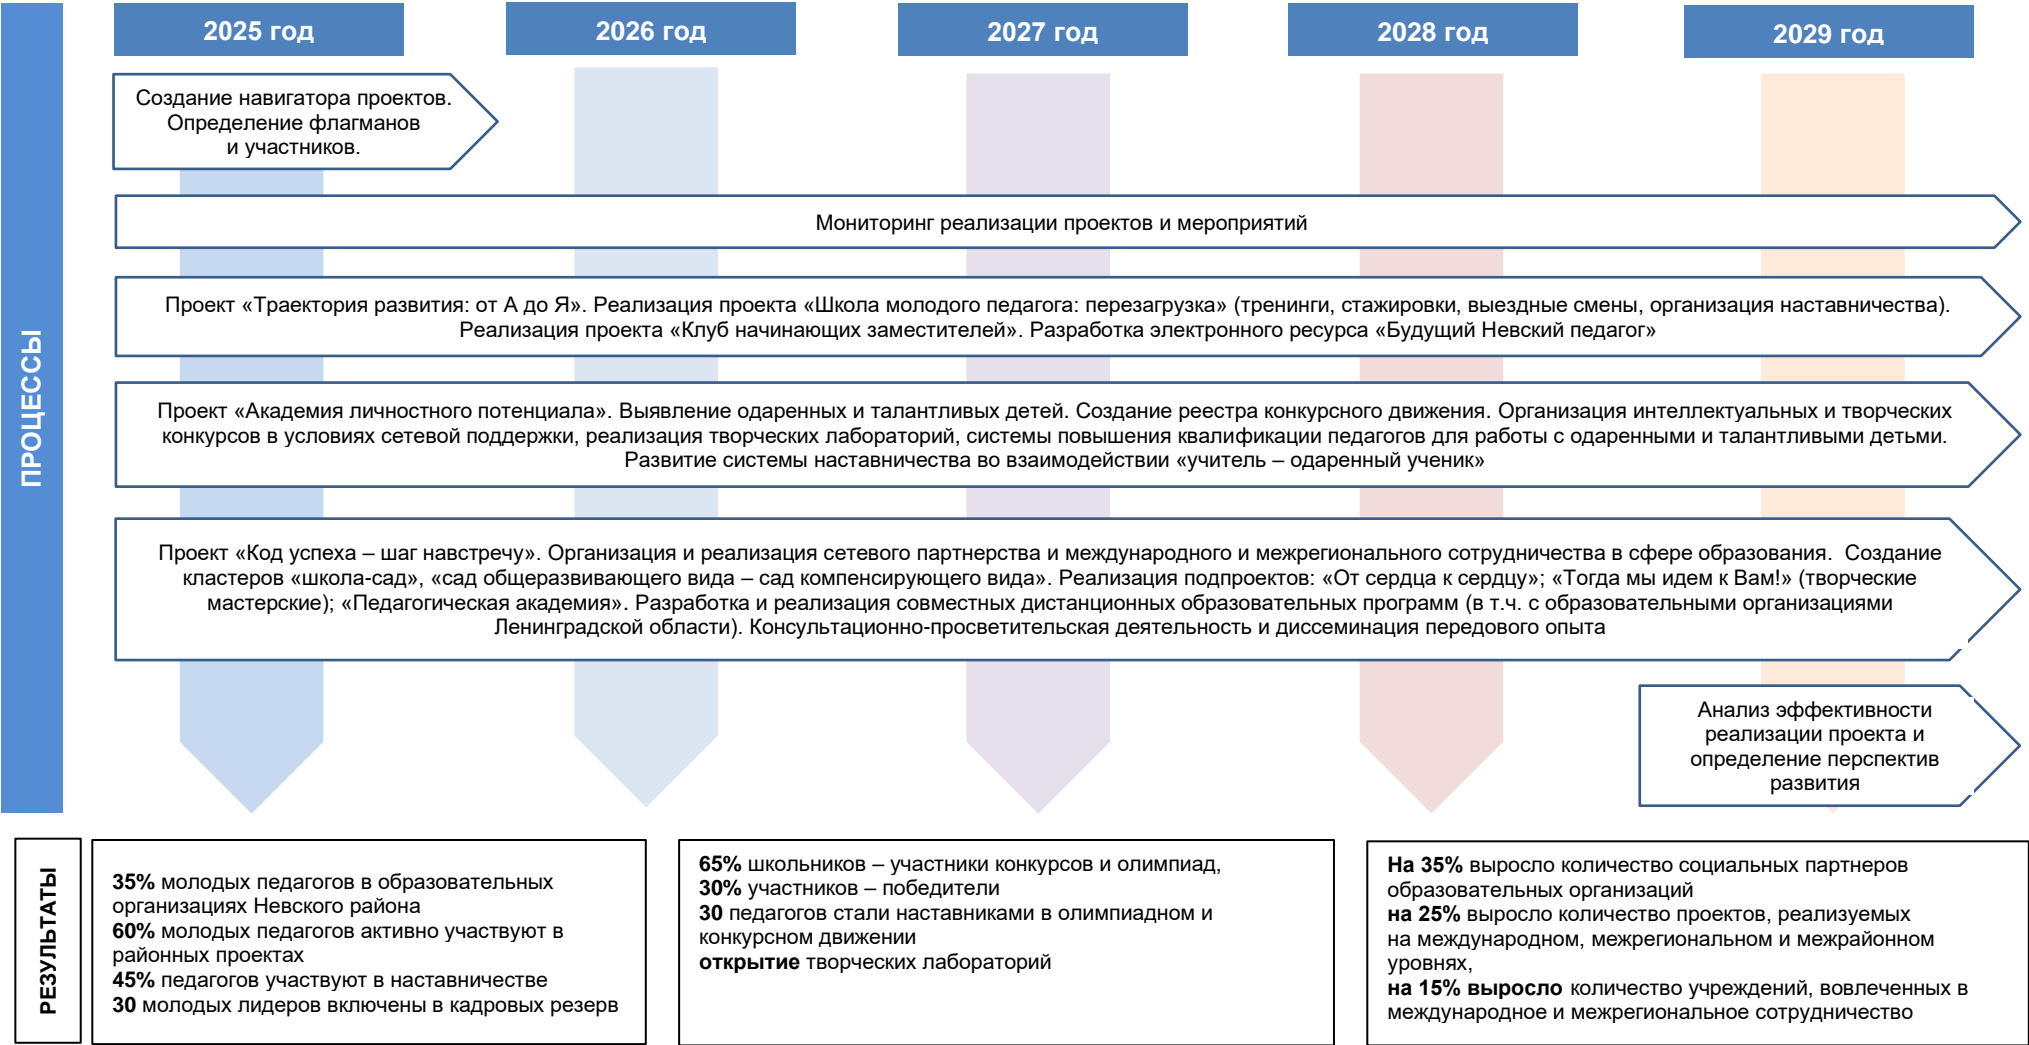 2025 год
2026 год
2027 год
2028 год
2029 год
ПРОЦЕССЫ
Создание навигатора проектов.
Определение флагманов
и участников.
Мониторинг реализации проектов и мероприятий
Проект «Траектория развития: от А до Я». Реализация проекта «Школа молодого педагога: перезагрузка» (тренинги, стажировки, выездные смены, организация наставничества).
Реализация проекта «Клуб начинающих заместителей». Разработка электронного ресурса «Будущий Невский педагог»
Проект «Академия личностного потенциала». Выявление одаренных и талантливых детей. Создание реестра конкурсного движения. Организация интеллектуальных и творческих
конкурсов в условиях сетевой поддержки, реализация творческих лабораторий, системы повышения квалификации педагогов для работы с одаренными и талантливыми детьми.
Развитие системы наставничества во взаимодействии «учитель – одаренный ученик»
Проект «Код успеха – шаг навстречу». Организация и реализация сетевого партнерства и международного и межрегионального сотрудничества в сфере образования. Создание
кластеров «школа-сад», «сад общеразвивающего вида – сад компенсирующего вида». Реализация подпроектов: «От сердца к сердцу»; «Тогда мы идем к Вам!» (творческие
мастерские); «Педагогическая академия». Разработка и реализация совместных дистанционных образовательных программ (в т.ч. с образовательными организациями
Ленинградской области). Консультационно-просветительская деятельность и диссеминация передового опыта
Анализ эффективности
реализации проекта и
определение перспектив
развития
РЕЗУЛЬТАТЫ
35% молодых педагогов в образовательных
организациях Невского района
60% молодых педагогов активно участвуют в
районных проектах
45% педагогов участвуют в наставничестве
30 молодых лидеров включены в кадровых резерв
65% школьников – участники конкурсов и олимпиад,
30% участников – победители
30 педагогов стали наставниками в олимпиадном и
конкурсном движении
открытие творческих лабораторий
На 35% выросло количество социальных партнеров
образовательных организаций
на 25% выросло количество проектов, реализуемых
на международном, межрегиональном и межрайонном
уровнях,
на 15% выросло количество учреждений, вовлеченных в
международное и межрегиональное сотрудничество